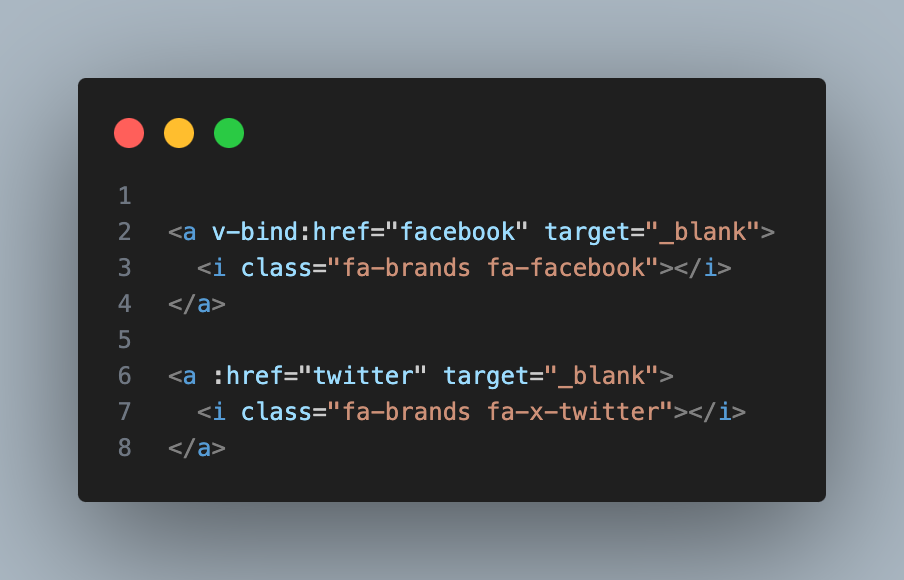 1
2 <a v-bind:href="facebook" target="_blank">
3   <i class="fa-brands fa-facebook"></i>
4 </a>
5
6 <a :href="twitter" target="_blank">
7   <i class="fa-brands fa-x-twitter"></i>
8 </a>